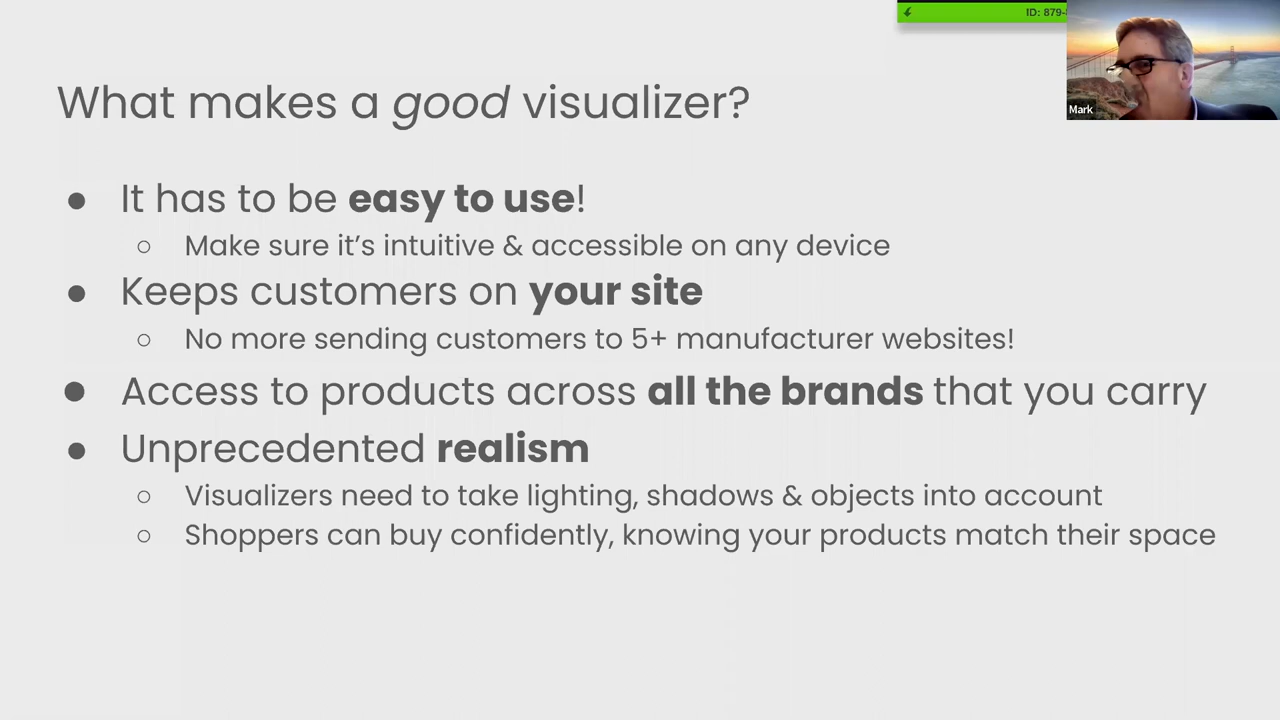 ID: 879-
Mark
What makes a good visualizer?
● It has to be easy to use!
○ Make sure it’s intuitive & accessible on any device
● Keeps customers on your site
○ No more sending customers to 5+ manufacturer websites!
● Access to products across all the brands that you carry
● Unprecedented realism
○ Visualizers need to take lighting, shadows & objects into account
○ Shoppers can buy confidently, knowing your products match their space